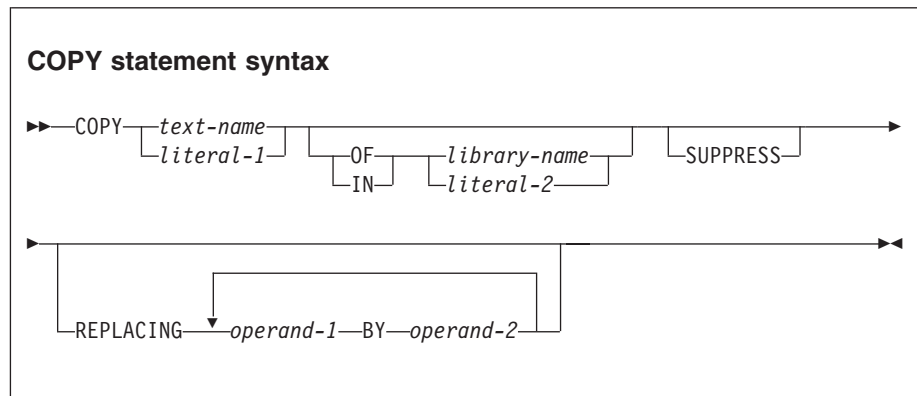 COPY statement syntax
COPY text-name
literal-1
OF library-name
IN literal-2
SUPPRESS
REPLACING operand-1 BY operand-2